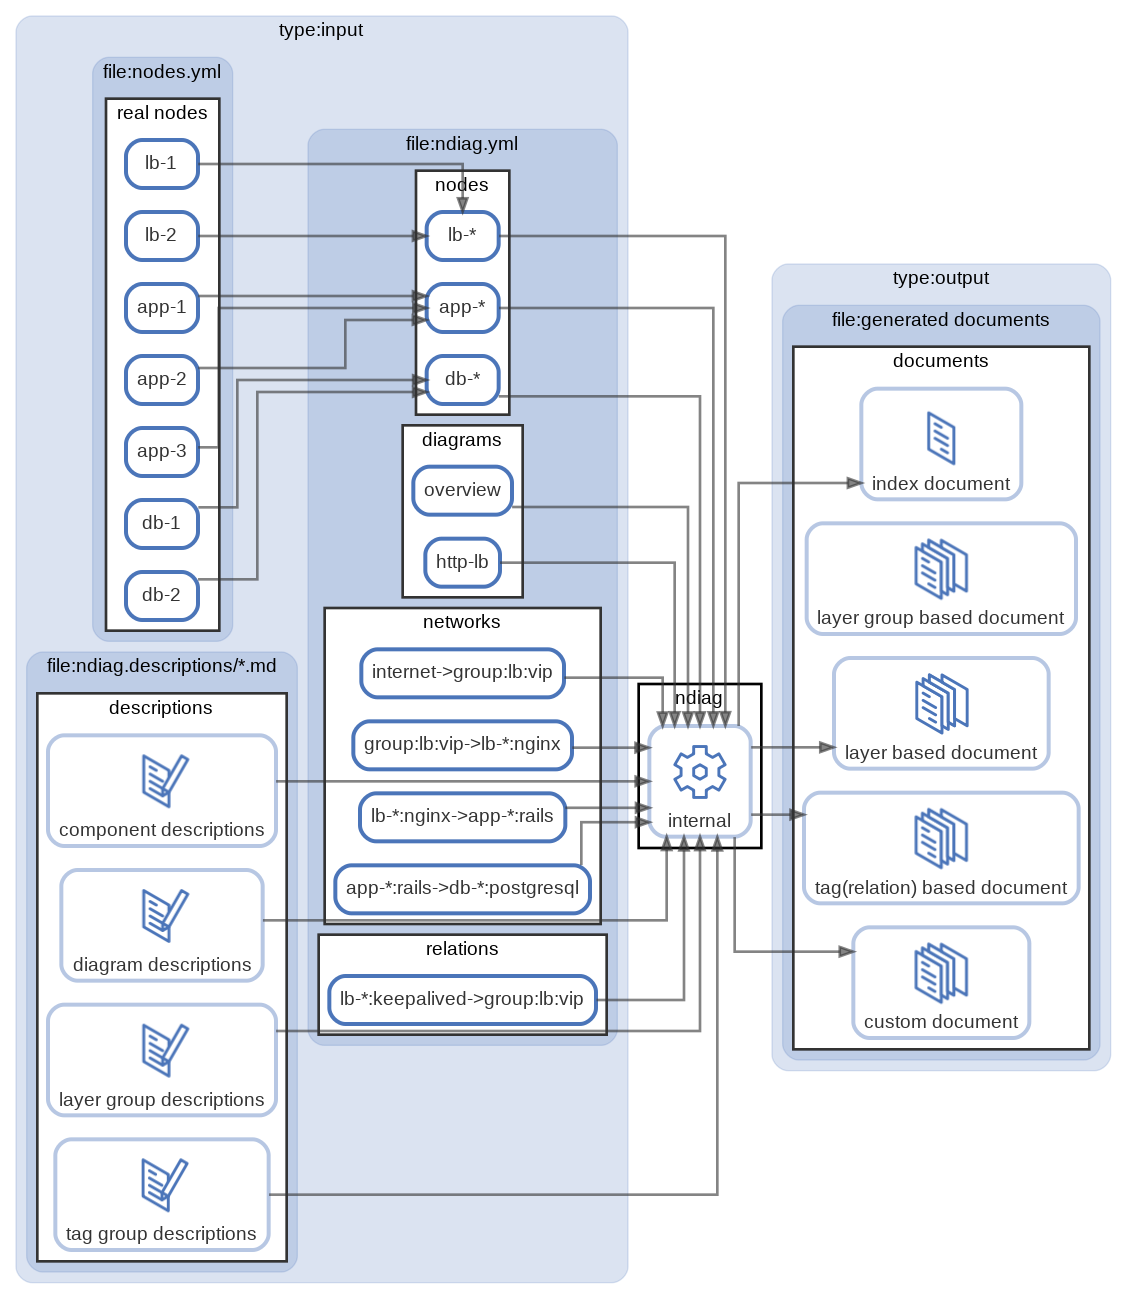 type:input
file:nodes.yml
real nodes
lb-1
lb-2
app-1
app-2
app-3
db-1
db-2
file:ndiag.descriptions/*.md
descriptions
component descriptions
diagram descriptions
layer group descriptions
tag group descriptions
file:ndiag.yml
nodes
lb-*
app-*
db-*
diagrams
overview
http-lb
networks
internet->group:lb:vip
group:lb:vip->lb-*:nginx
lb-*:nginx->app-*:rails
app-*:rails->db-*:postgresql
relations
lb-*:keepalived->group:lb:vip
ndiag
internal
type:output
file:generated documents
documents
index document
layer group based document
layer based document
tag(relation) based document
custom document